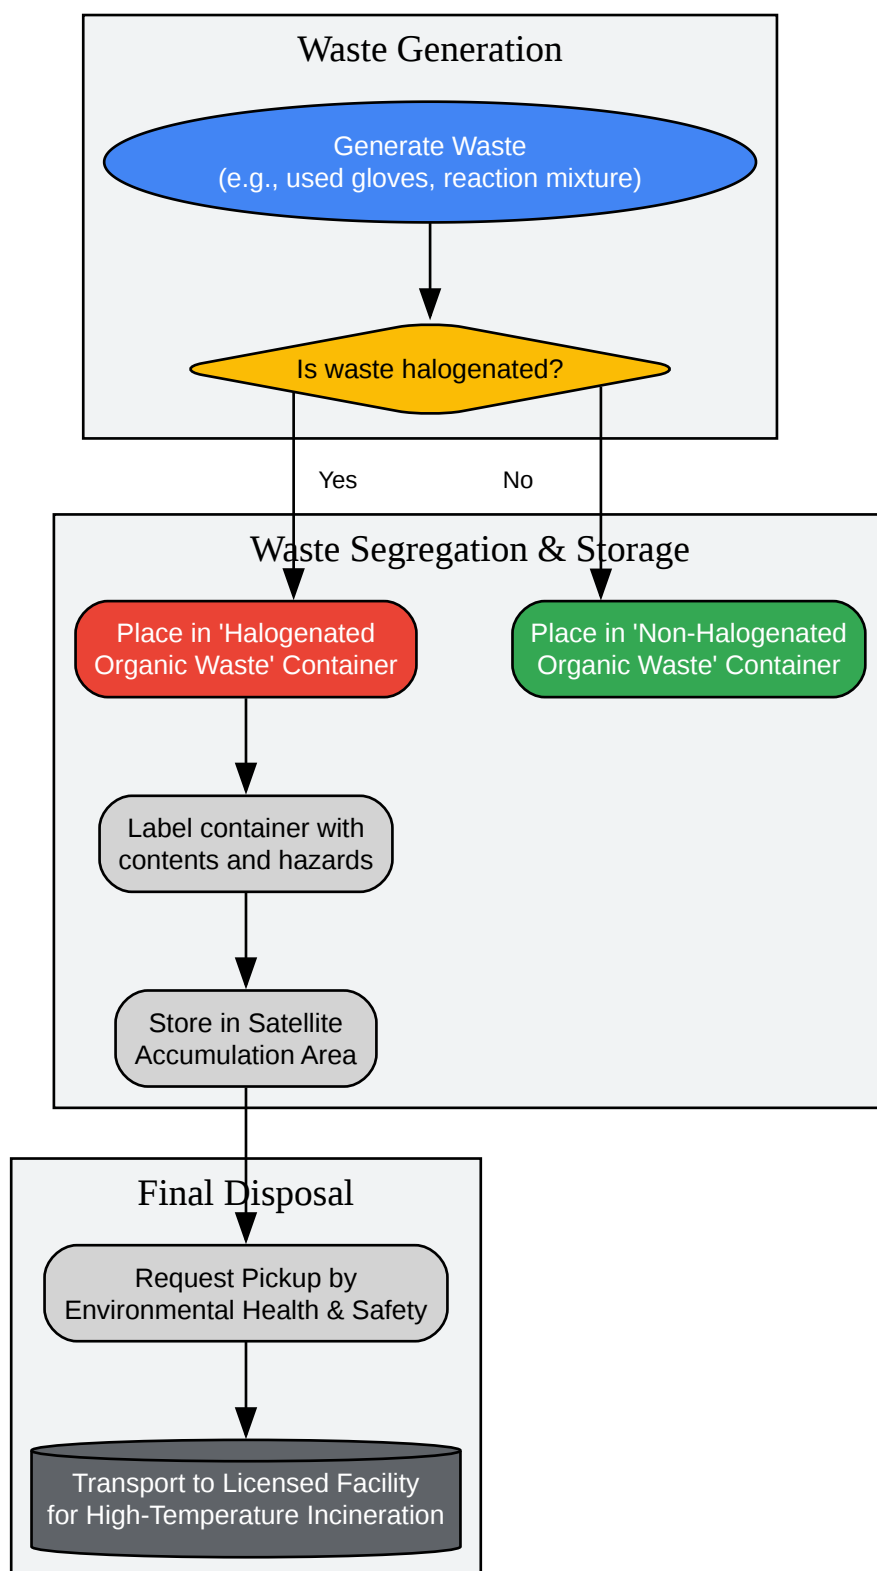 Waste Generation
Generate Waste
(e.g., used gloves, reaction mixture)
Is waste halogenated?
Yes
No
Waste Segregation & Storage
Place in 'Halogenated
Organic Waste' Container
Place in 'Non-Halogenated
Organic Waste' Container
Label container with
contents and hazards
Store in Satellite
Accumulation Area
Final Disposal
Request Pickup by
Environmental Health & Safety
Transport to Licensed Facility
for High-Temperature Incineration